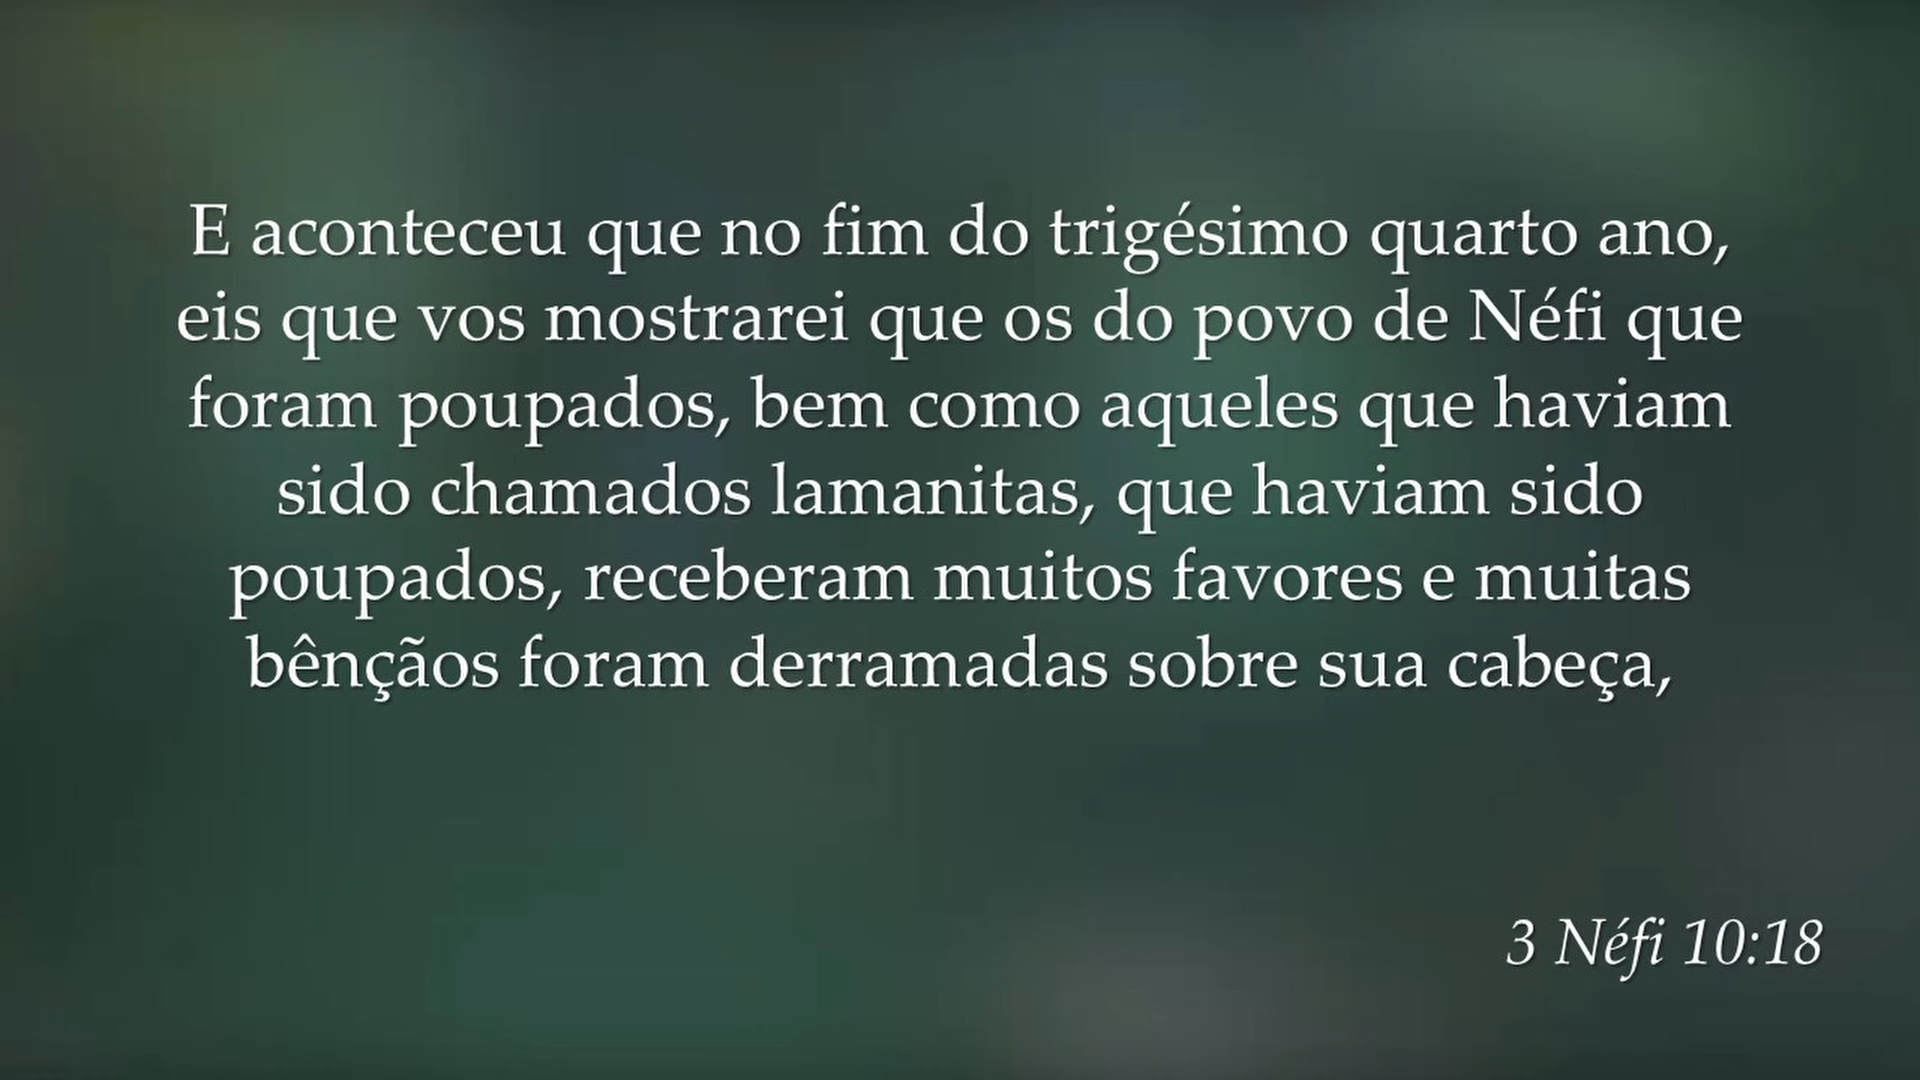 E aconteceu que no fim do trigésimo quarto ano,
eis que vos mostrarei que os do povo de Néfi que
foram poupados, bem como aqueles que haviam
sido chamados lamanitas, que haviam sido
poupados, receberam muitos favores e muitas
bênçãos foram derramadas sobre sua cabeça,
3 Néfi 10:18